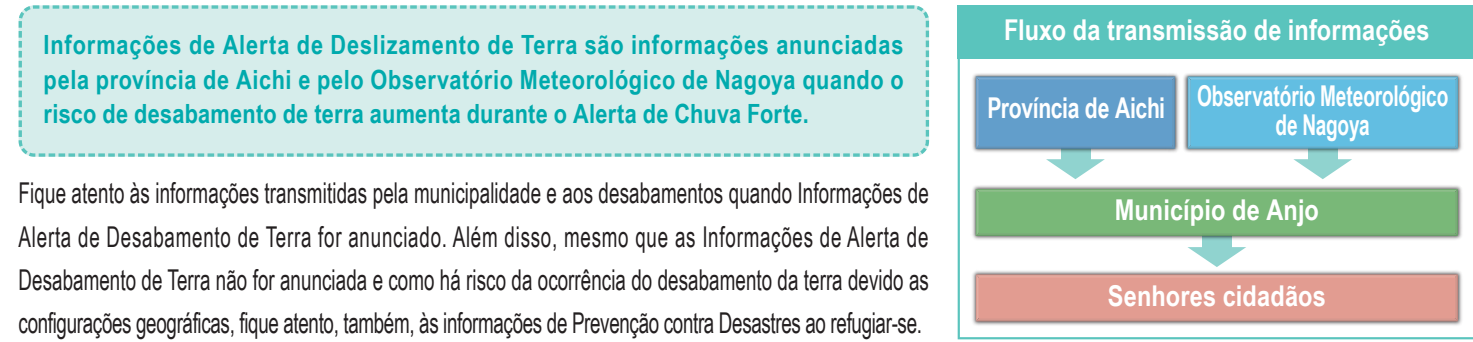 Informações de Alerta de Deslizamento de Terra são informações anunciadas
pela província de Aichi e pelo Observatório Meteorológico de Nagoya quando o
risco de desabamento de terra aumenta durante o Alerta de Chuva Forte.
Fique atento às informações transmitidas pela municipalidade e aos desabamentos quando Informações de
Alerta de Desabamento de Terra for anunciado. Além disso, mesmo que as Informações de Alerta de
Desabamento de Terra não for anunciada e como há risco da ocorrência do desabamento da terra devido as
configurações geográficas, fique atento, também, às informações de Prevenção contra Desastres ao refugiar-se.
Fluxo da transmissão de informações
Província de Aichi
Observatório Meteorológico
de Nagoya
Município de Anjo
Senhores cidadãos